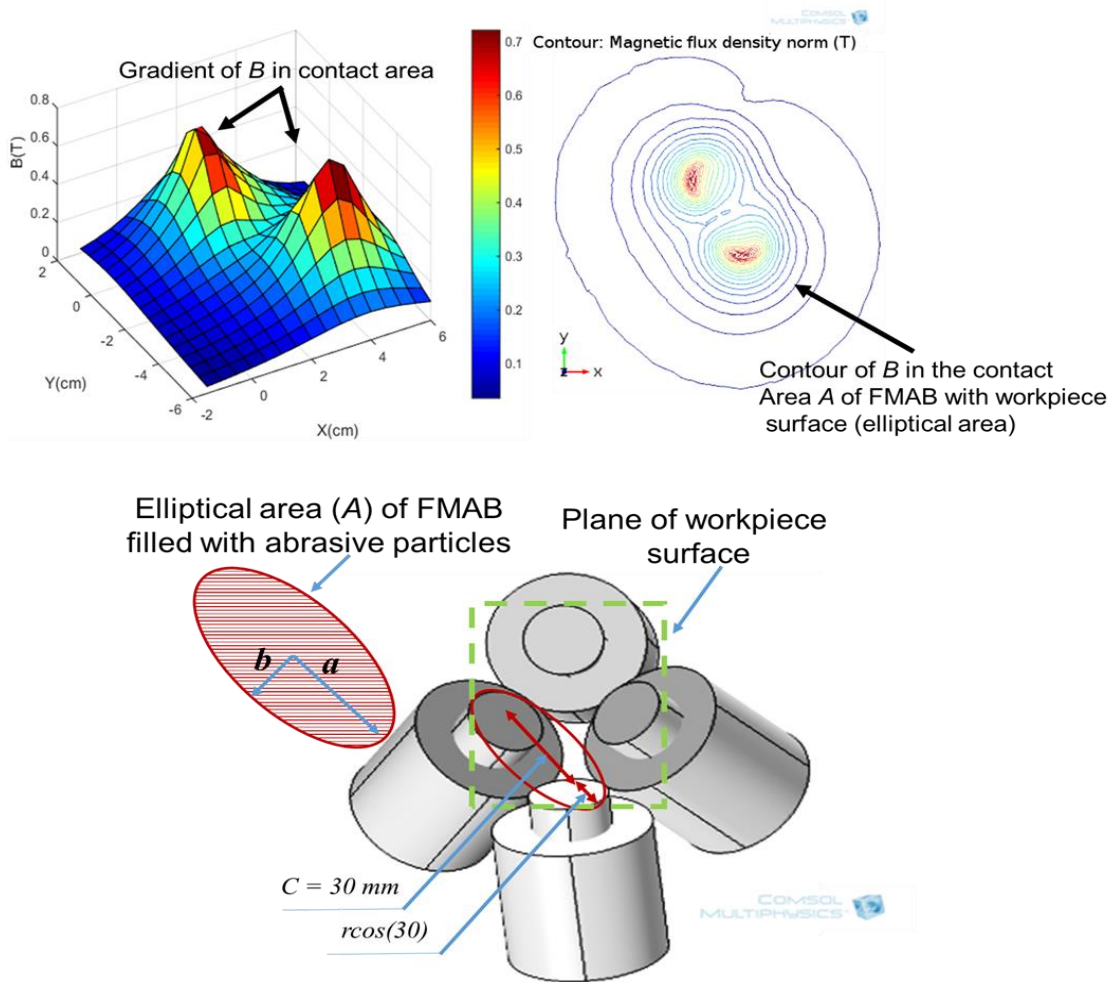 COMSOL
MULTIPHYSICS
Gradient of B in contact area
0.8
0.6
0.4
0.2
0
B(T)
2
0
-2
-4
-6
Y(cm)
-2
0
2
4
6
X(cm)
0.7
0.6
0.5
0.4
0.3
0.2
0.1
Contour: Magnetic flux density norm (T)
y
z
x
Contour of B in the contact
Area A of FMAB with workpiece
surface (elliptical area)
Elliptical area (A) of FMAB
filled with abrasive particles
Plane of workpiece
surface
b
a
C = 30 mm
rcos(30)
COMSOL
MULTIPHYSICS